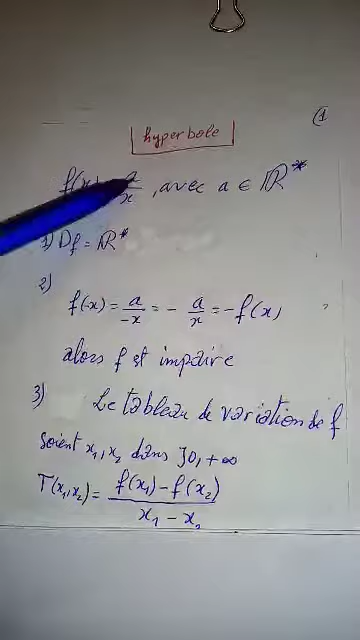 (1
hyperbole
f(x) = a/x , avec a ∈ ℝ*
1) Df = ℝ*
2)
f(-x) = a/-x = - a/x = -f(x)
alors f est impaire
3) Le tableau de variation de f
soient x₁, x₂ dans ]0, +∞
T(x₁,x₂) = f(x₁) - f(x₂) / x₁ - x₂